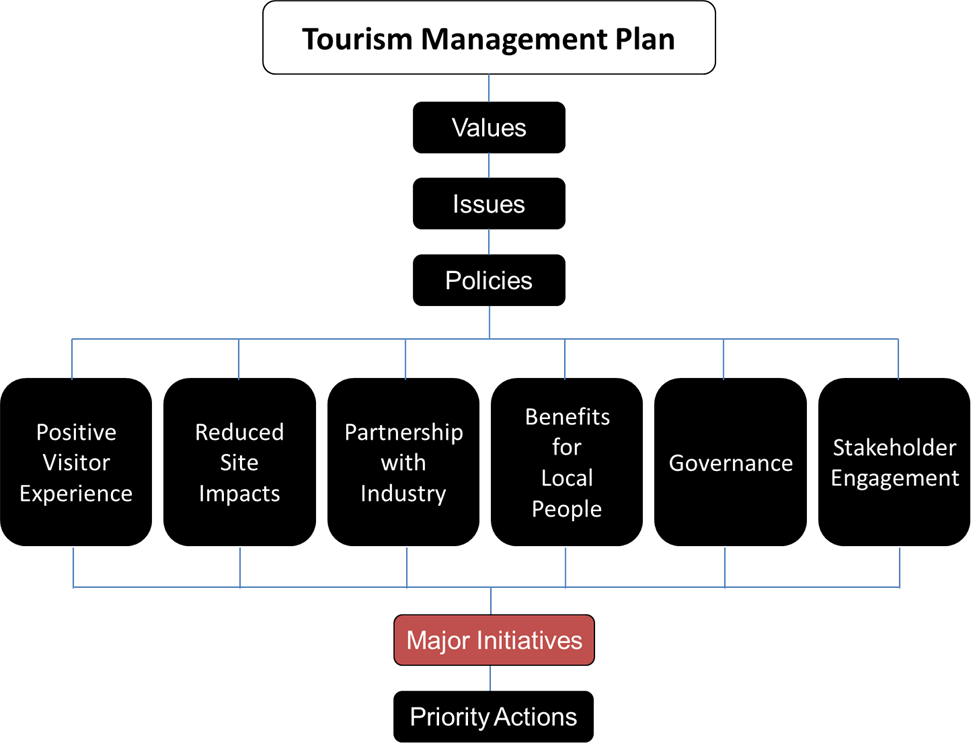 Tourism Management Plan
Values
Issues
Policies
Positive
Visitor
Experience
Reduced
Site
Impacts
Partnership
with
Industry
Benefits
for
Local
People
Governance
Stakeholder
Engagement
Major Initiatives
Priority Actions